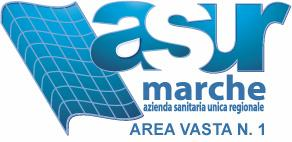 asur
marche
azienda sanitaria unica regionale
AREA VASTA N. 1